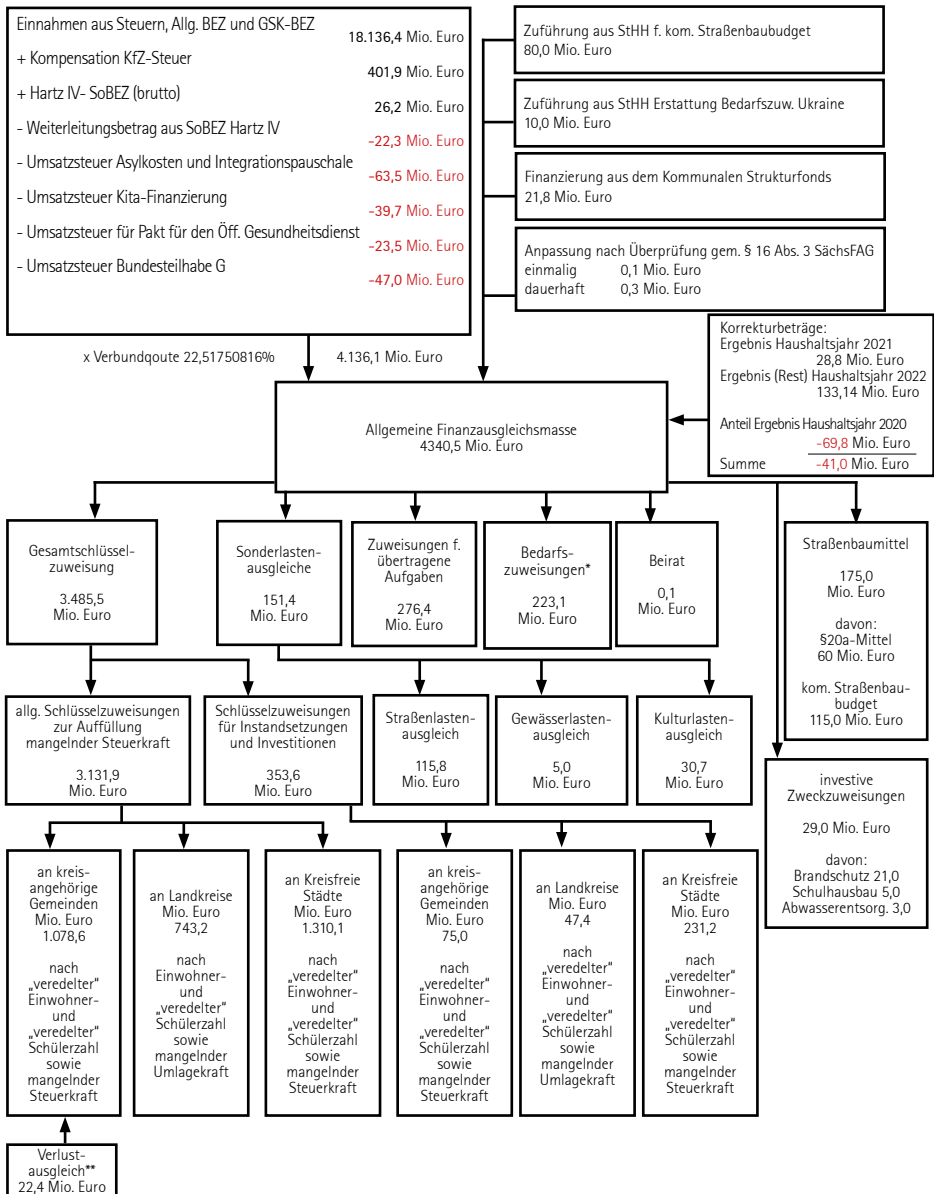 Einnahmen aus Steuern, Allg. BEZ und GSK-BEZ
18.136,4 Mio. Euro
+ Kompensation KfZ-Steuer
401,9 Mio. Euro
+ Hartz IV- SoBEZ (brutto)
26,2 Mio. Euro
- Weiterleitungsbetrag aus SoBEZ Hartz IV
-22,3 Mio. Euro
- Umsatzsteuer Asylkosten und Integrationspauschale
-63,5 Mio. Euro
- Umsatzsteuer Kita-Finanzierung
-39,7 Mio. Euro
- Umsatzsteuer für Pakt für den Öff. Gesundheitsdienst
-23,5 Mio. Euro
- Umsatzsteuer Bundesteilhabe G
-47,0 Mio. Euro
Zuführung aus StHH f. kom. Straßenbaubudget
80,0 Mio. Euro
Zuführung aus StHH Erstattung Bedarfszuw. Ukraine
10,0 Mio. Euro
Finanzierung aus dem Kommunalen Strukturfonds
21,8 Mio. Euro
Anpassung nach Überprüfung gem. § 16 Abs. 3 SächsFAG
einmalig 0,1 Mio. Euro
dauerhaft 0,3 Mio. Euro
x Verbundqoute 22,51750816% 4.136,1 Mio. Euro
Korrekturbeträge:
Ergebnis Haushaltsjahr 2021
28,8 Mio. Euro
Ergebnis (Rest) Haushaltsjahr 2022
133,14 Mio. Euro
Anteil Ergebnis Haushaltsjahr 2020
-69,8 Mio. Euro
Summe -41,0 Mio. Euro
Allgemeine Finanzausgleichsmasse
4340,5 Mio. Euro
Gesamtschlüssel-
zuweisung
3.485,5
Mio. Euro
Sonderlasten-
ausgleiche
151,4
Mio. Euro
Zuweisungen f.
übertragene
Aufgaben
276,4
Mio. Euro
Bedarfs-
zuweisungen*
223,1
Mio. Euro
Beirat
0,1
Mio. Euro
Straßenbaumittel
175,0
Mio. Euro
davon:
§20a-Mittel
60 Mio. Euro
kom. Straßenbau-
budget
115,0 Mio. Euro
allg. Schlüsselzuweisungen
zur Auffüllung
mangelnder Steuerkraft
3.131,9
Mio. Euro
Schlüsselzuweisungen
für Instandsetzungen
und Investitionen
353,6
Mio. Euro
Straßenlasten-
ausgleich
115,8
Mio. Euro
Gewässerlasten-
ausgleich
5,0
Mio. Euro
Kulturlasten-
ausgleich
30,7
Mio. Euro
investive
Zweckzuweisungen
29,0 Mio. Euro
davon:
Brandschutz 21,0
Schulhausbau 5,0
Abwasserentsorg. 3,0
an kreis-
angehörige
Gemeinden
Mio. Euro
1.078,6
nach
„veredelter“
Einwohner-
und
„veredelter“
Schülerzahl
sowie
mangelnder
Steuerkraft
an Landkreise
Mio. Euro
743,2
nach
Einwohner-
und
„veredelter“
Schülerzahl
sowie
mangelnder
Umlagekraft
an Kreisfreie
Städte
Mio. Euro
1.310,1
nach
„veredelter“
Einwohner-
und
„veredelter“
Schülerzahl
sowie
mangelnder
Steuerkraft
an kreis-
angehörige
Gemeinden
Mio. Euro
75,0
nach
„veredelter“
Einwohner-
und
„veredelter“
Schülerzahl
sowie
mangelnder
Steuerkraft
an Landkreise
Mio. Euro
47,4
nach
Einwohner-
und
„veredelter“
Schülerzahl
sowie
mangelnder
Umlagekraft
an Kreisfreie
Städte
Mio. Euro
231,2
nach
„veredelter“
Einwohner-
und
„veredelter“
Schülerzahl
sowie
mangelnder
Steuerkraft
Verlust-
ausgleich**
22,4 Mio. Euro